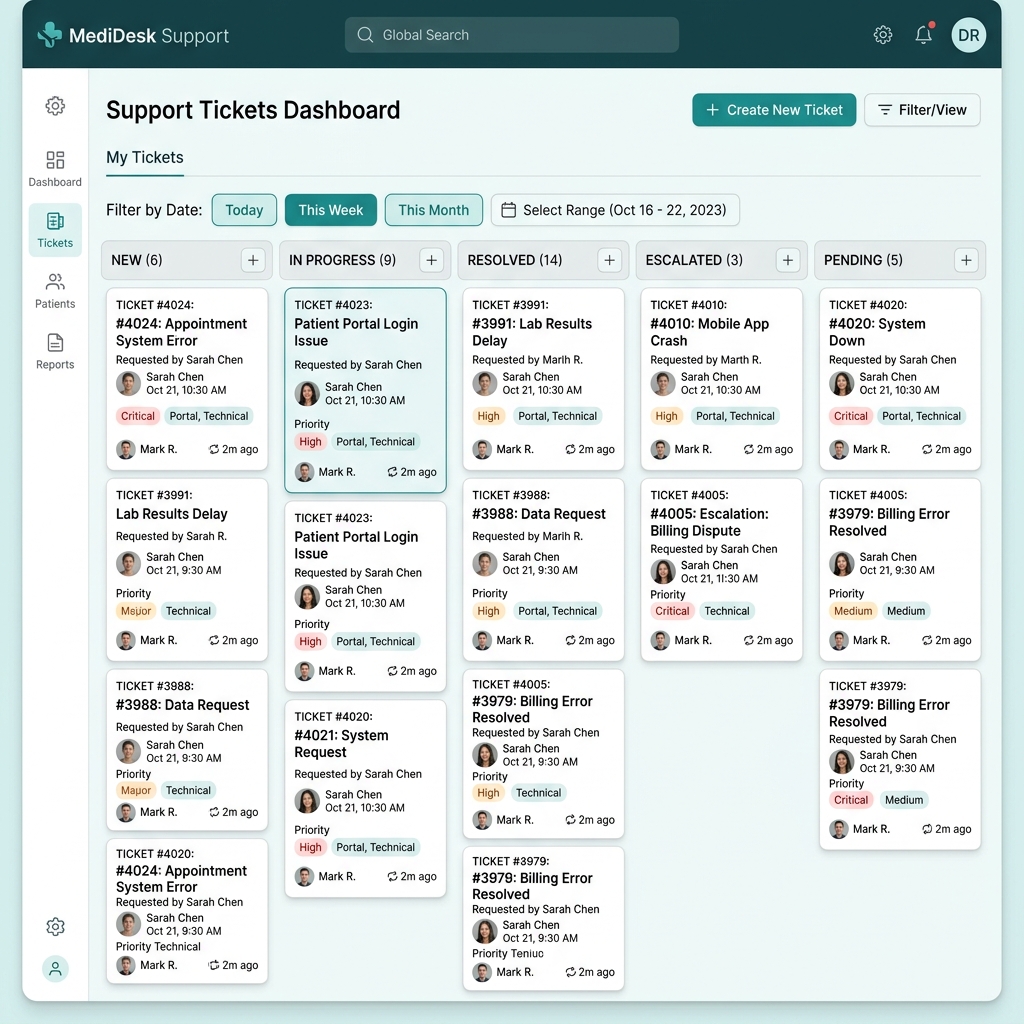 MediDesk Support
Global Search
DR
Dashboard
Tickets
Patients
Reports
Support Tickets Dashboard
+ Create New Ticket
Filter/View
My Tickets
Filter by Date:
Today
This Week
This Month
Select Range (Oct 16 - 22, 2023)
NEW (6)
+
TICKET #4024:
#4024: Appointment
System Error
Requested by Sarah Chen
Sarah Chen
Oct 21, 10:30 AM
Critical
Portal, Technical
Mark R.
2m ago
TICKET #3991:
Lab Results Delay
Requested by Sarah R.
Sarah Chen
Oct 21, 9:30 AM
Priority
Technical
Mark R.
2m ago
TICKET #3988:
#3988: Data Request
Requested by Sarah Chen
Sarah Chen
Oct 21, 9:30 AM
Priority
Technical
Mark R.
2m ago
TICKET #4020:
#4024: Appointment
System Error
Requested by Sarah Chen
Sarah Chen
Oct 21, 9:30 AM
Priority Technical
Mark R.
2m ago
IN PROGRESS (9)
+
TICKET #4023:
Patient Portal Login
Issue
Requested by Sarah Chen
Sarah Chen
Oct 21, 10:30 AM
Priority
High
Portal, Technical
Mark R.
2m ago
TICKET #4023:
Patient Portal Login
Issue
Requested by Sarah Chen
Sarah Chen
Oct 21, 10:30 AM
Priority
High
Portal, Technical
Mark R.
2m ago
TICKET #4020:
#4021: System
Request
Requested by Sarah Chen
Sarah Chen
Oct 21, 10:30 AM
Priority
High
Portal, Technical
Mark R.
2m ago
RESOLVED (14)
+
TICKET #3991:
#3991: Lab Results
Delay
Requested by R.
Sarah Chen
Oct 21, 10:30 AM
High
Portal, Technical
Mark R.
2m ago
TICKET #3988:
#3988: Data Request
Requested by R.
Sarah Chen
Oct 21, 9:30 AM
Priority
High
Portal, Technical
Mark R.
2m ago
TICKET #4005:
#3979: Billing Error
Resolved
Requested by Sarah Chen
Sarah Chen
Oct 21, 9:30 AM
Priority
High
Technical
Mark R.
2m ago
TICKET #3979:
#3979: Billing Error
Resolved
Requested by Sarah Chen
Sarah Chen
Oct 21, 9:30 AM
Priority
Mark R.
2m ago
ESCALATED (3)
+
TICKET #4010:
#4010: Mobile App
Crash
Requested by Marth R.
Sarah Chen
Oct 21, 10:30 AM
High
Portal, Technical
Mark R.
2m ago
TICKET #4005:
#4005: Escalation:
Billing Dispute
Requested by Sarah Chen
Sarah Chen
Oct 21, 11:30 AM
Priority
Critical
Technical
Mark R.
2m ago
PENDING (5)
+
TICKET #4020:
#4020: System
Down
Requested by Sarah Chen
Sarah Chen
Oct 21, 10:30 AM
Critical
Portal, Technical
Mark R.
2m ago
TICKET #4005:
#3979: Billing Error
Resolved
Sarah Chen
Oct 21, 9:30 AM
Priority
Medium
Medium
Mark R.
2m ago
TICKET #3979:
#3979: Billing Error
Resolved
Requested by Sarah Chen
Sarah Chen
Oct 21, 9:30 AM
Priority
Critical
Medium
Mark R.
2m ago